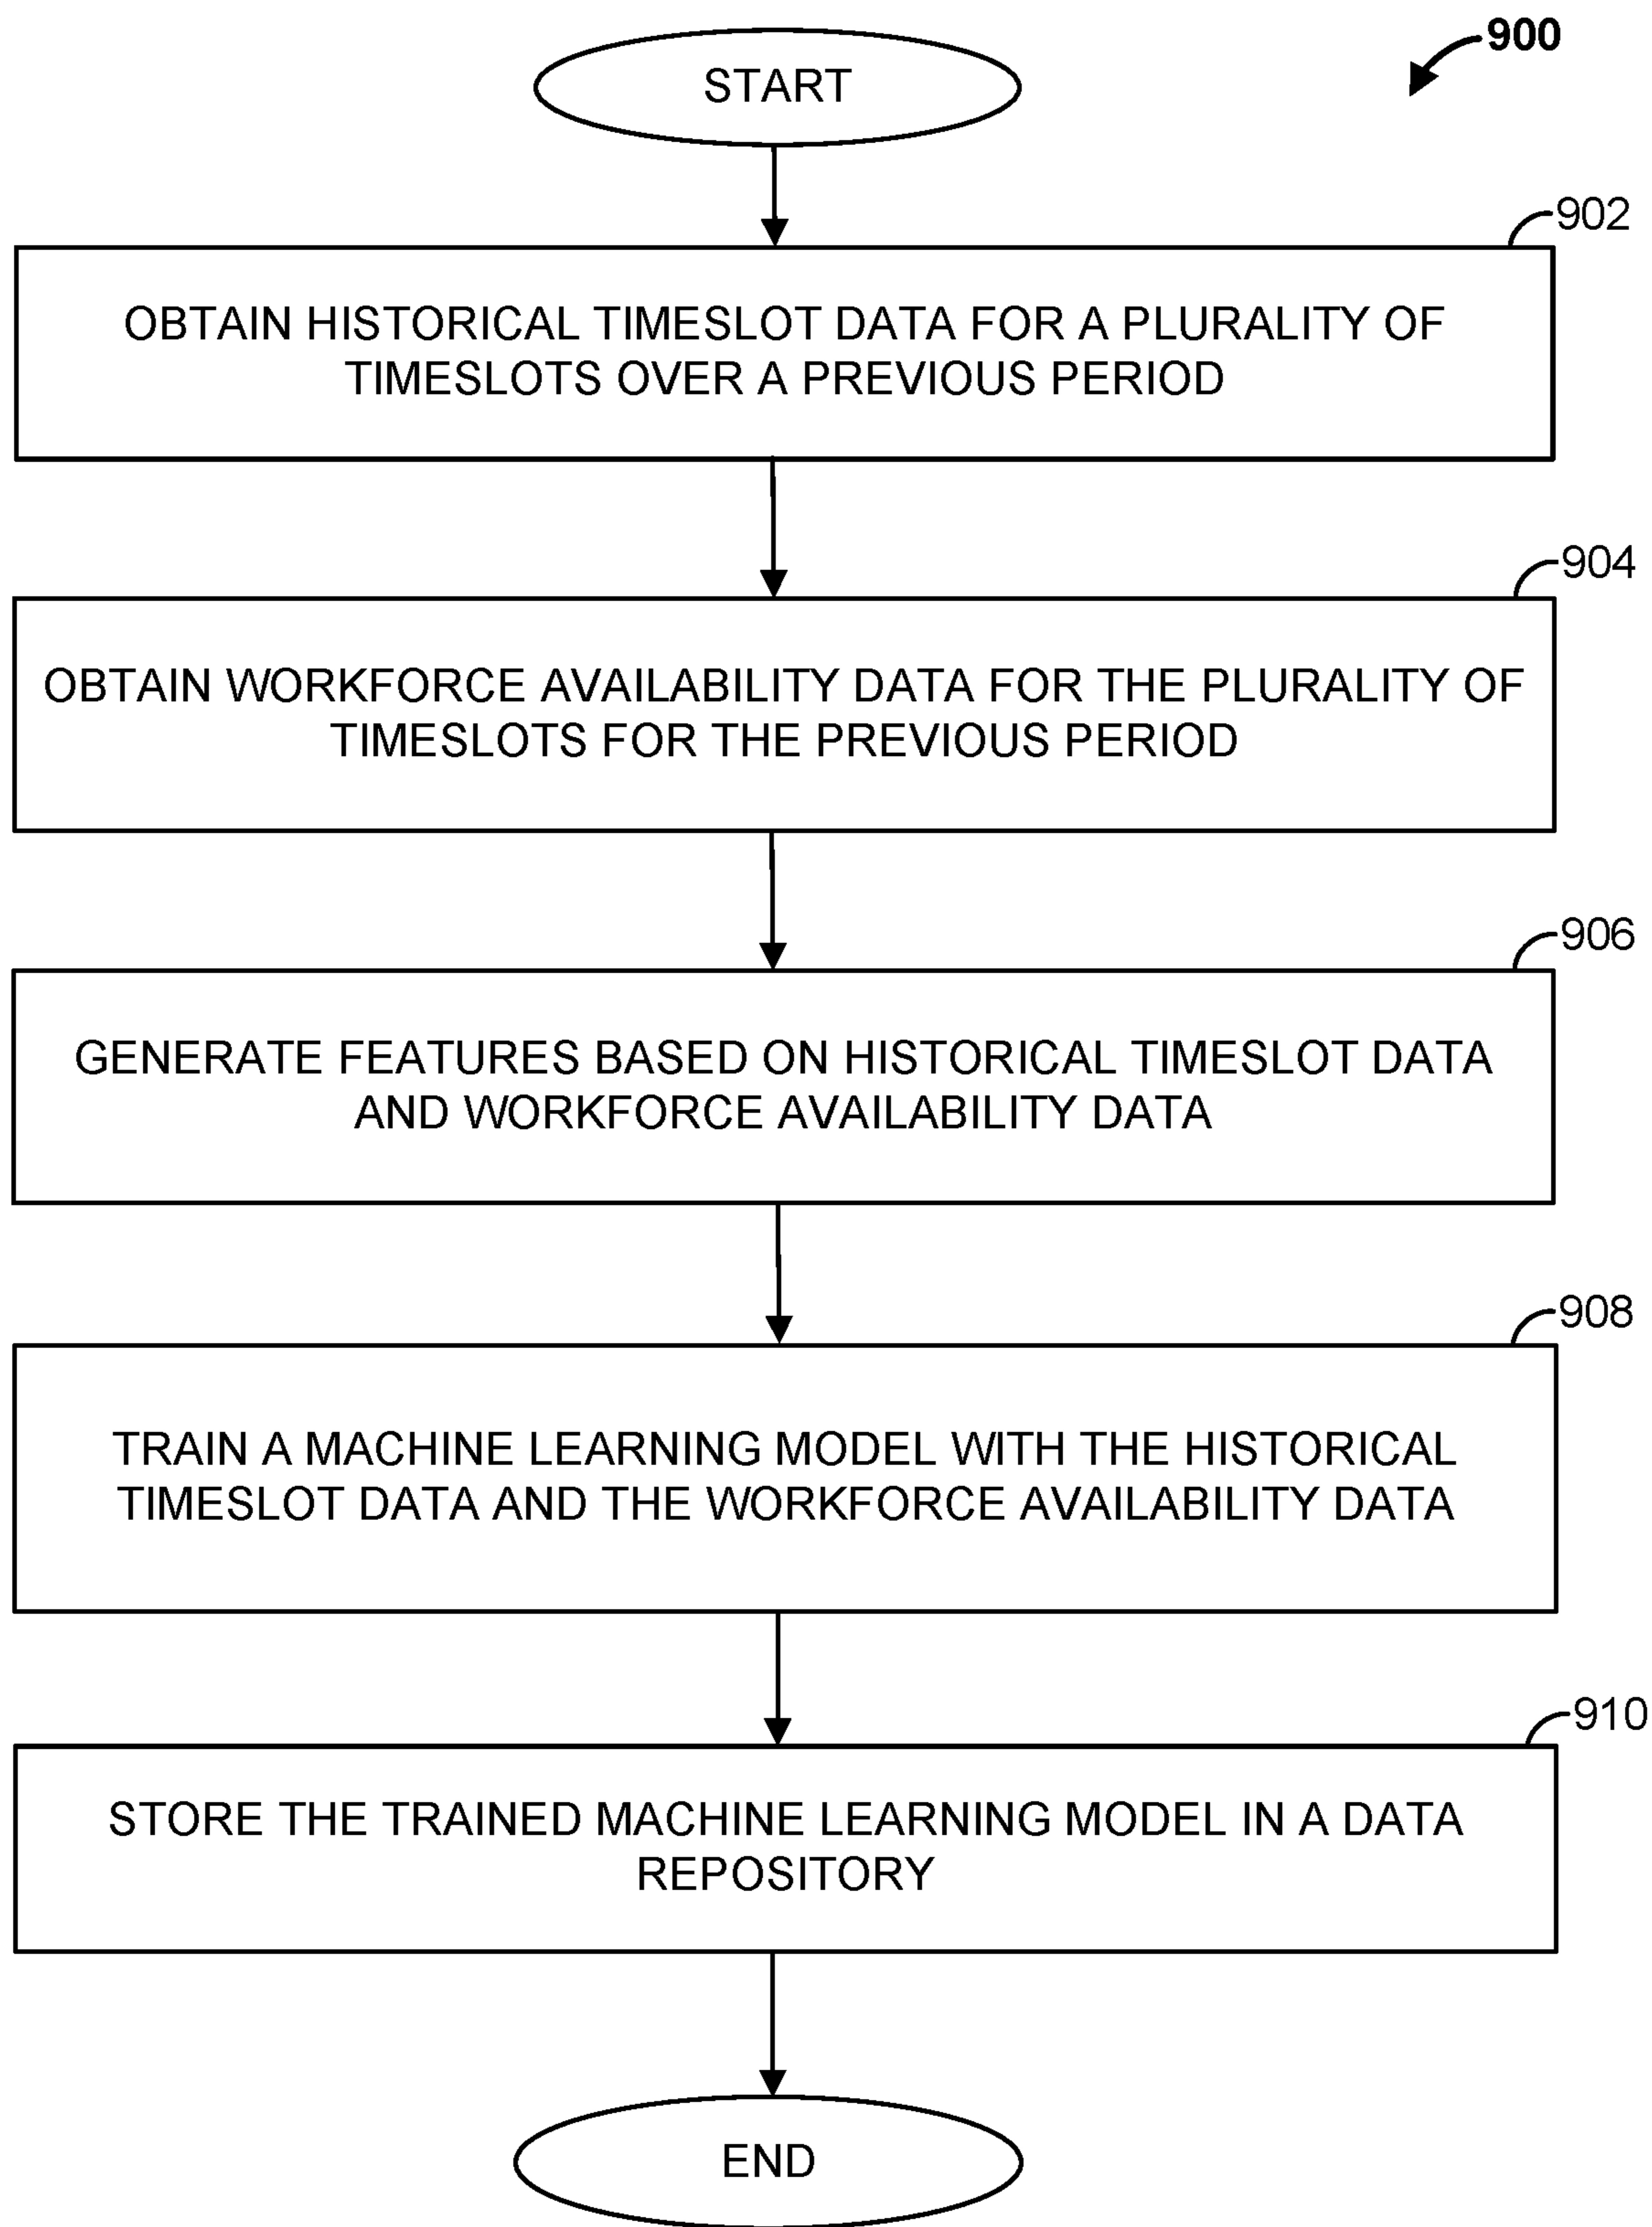 900
START
902
OBTAIN HISTORICAL TIMESLOT DATA FOR A PLURALITY OF
TIMESLOTS OVER A PREVIOUS PERIOD
904
OBTAIN WORKFORCE AVAILABILITY DATA FOR THE PLURALITY OF
TIMESLOTS FOR THE PREVIOUS PERIOD
906
GENERATE FEATURES BASED ON HISTORICAL TIMESLOT DATA
AND WORKFORCE AVAILABILITY DATA
908
TRAIN A MACHINE LEARNING MODEL WITH THE HISTORICAL
TIMESLOT DATA AND THE WORKFORCE AVAILABILITY DATA
910
STORE THE TRAINED MACHINE LEARNING MODEL IN A DATA
REPOSITORY
END